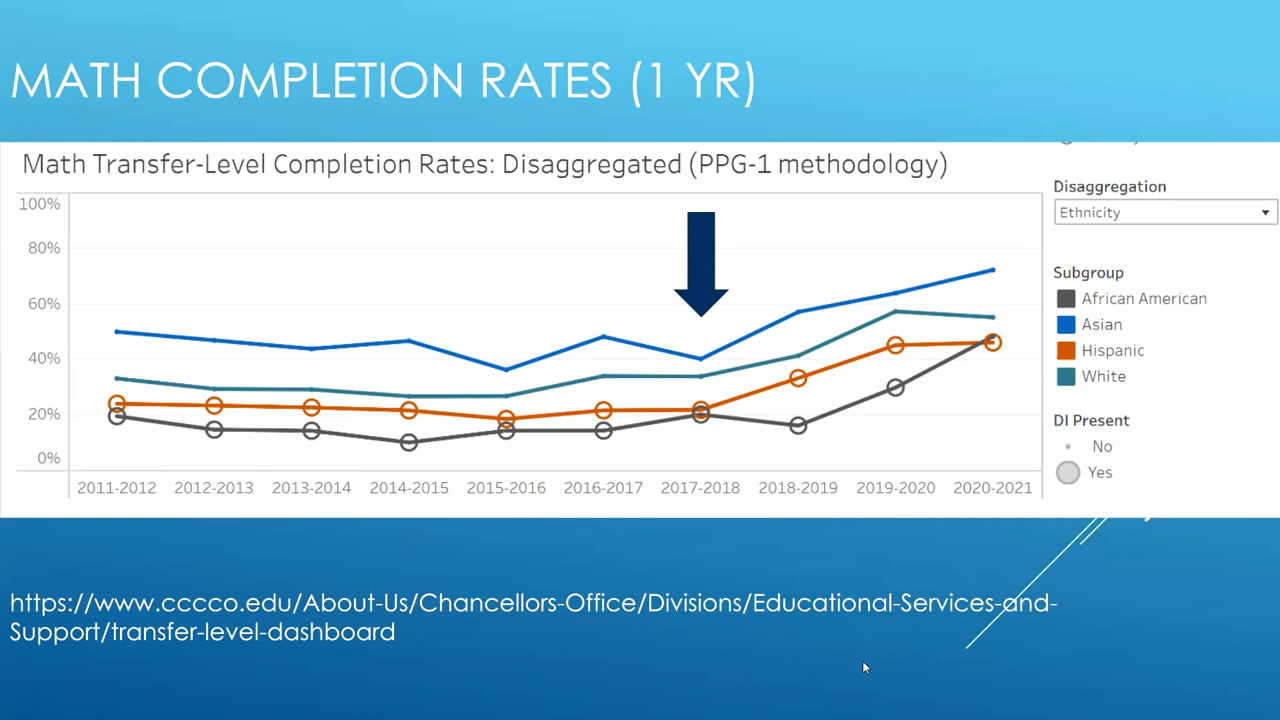 MATH COMPLETION RATES (1 YR)
Math Transfer-Level Completion Rates: Disaggregated (PPG-1 methodology)
100%
80%
60%
40%
20%
0%
2011-2012 2012-2013 2013-2014 2014-2015 2015-2016 2016-2017 2017-2018 2018-2019 2019-2020 2020-2021
Disaggregation
Ethnicity
Subgroup
African American
Asian
Hispanic
White
DI Present
No
Yes
https://www.cccco.edu/About-Us/Chancellors-Office/Divisions/Educational-Services-and-
Support/transfer-level-dashboard